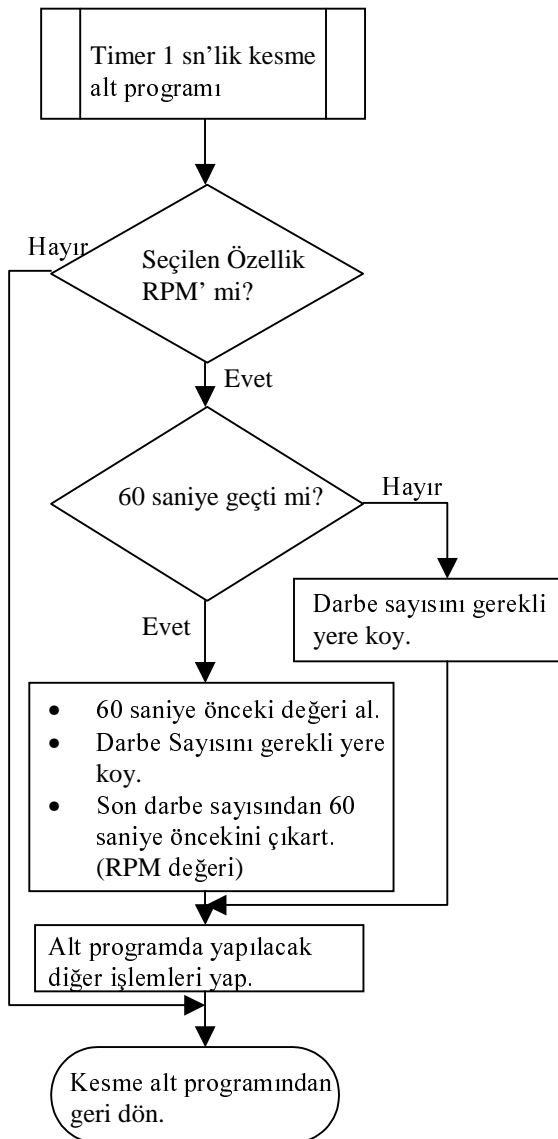 Timer 1 sn’lik kesme
alt programı
Hayır
Seçilen Özellik
RPM’ mi?
Evet
60 saniye geçti mi?
Hayır
Darbe sayısını gerekli
yere koy.
Evet
• 60 saniye önceki değeri al.
• Darbe Sayısını gerekli yere
koy.
• Son darbe sayısından 60
saniye öncekini çıkart.
(RPM değeri)
Alt programda yapılacak
diğer işlemleri yap.
Kesme alt programından
geri dön.